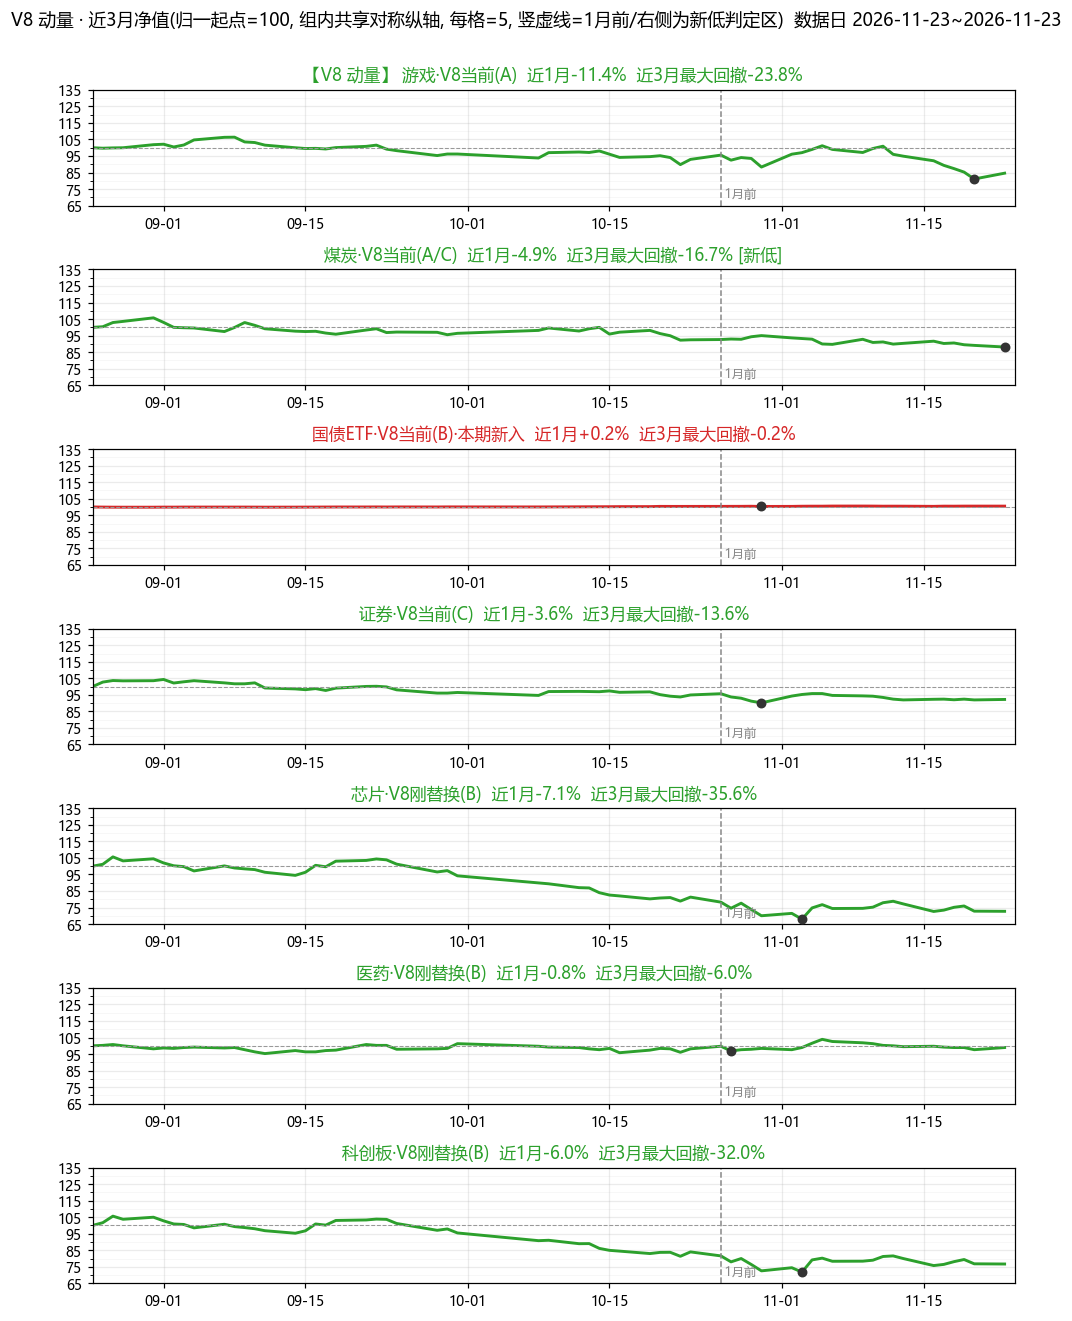 V8 动量 · 近3月净值(归一起点=100, 组内共享对称纵轴, 每格=5, 竖虚线=1月前/右侧为新低判定区)  数据日 2026-11-23~2026-11-23
【V8 动量】 游戏·V8当前(A)  近1月-11.4%  近3月最大回撤-23.8%
135
125
115
105
95
85
75
65
1月前
09-01 09-15 10-01 10-15 11-01 11-15
煤炭·V8当前(A/C)  近1月-4.9%  近3月最大回撤-16.7% [新低]
135
125
115
105
95
85
75
65
1月前
09-01 09-15 10-01 10-15 11-01 11-15
国债ETF·V8当前(B)·本期新入  近1月+0.2%  近3月最大回撤-0.2%
135
125
115
105
95
85
75
65
1月前
09-01 09-15 10-01 10-15 11-01 11-15
证券·V8当前(C)  近1月-3.6%  近3月最大回撤-13.6%
135
125
115
105
95
85
75
65
1月前
09-01 09-15 10-01 10-15 11-01 11-15
芯片·V8刚替换(B)  近1月-7.1%  近3月最大回撤-35.6%
135
125
115
105
95
85
75
65
1月前
09-01 09-15 10-01 10-15 11-01 11-15
医药·V8刚替换(B)  近1月-0.8%  近3月最大回撤-6.0%
135
125
115
105
95
85
75
65
1月前
09-01 09-15 10-01 10-15 11-01 11-15
科创板·V8刚替换(B)  近1月-6.0%  近3月最大回撤-32.0%
135
125
115
105
95
85
75
65
1月前
09-01 09-15 10-01 10-15 11-01 11-15